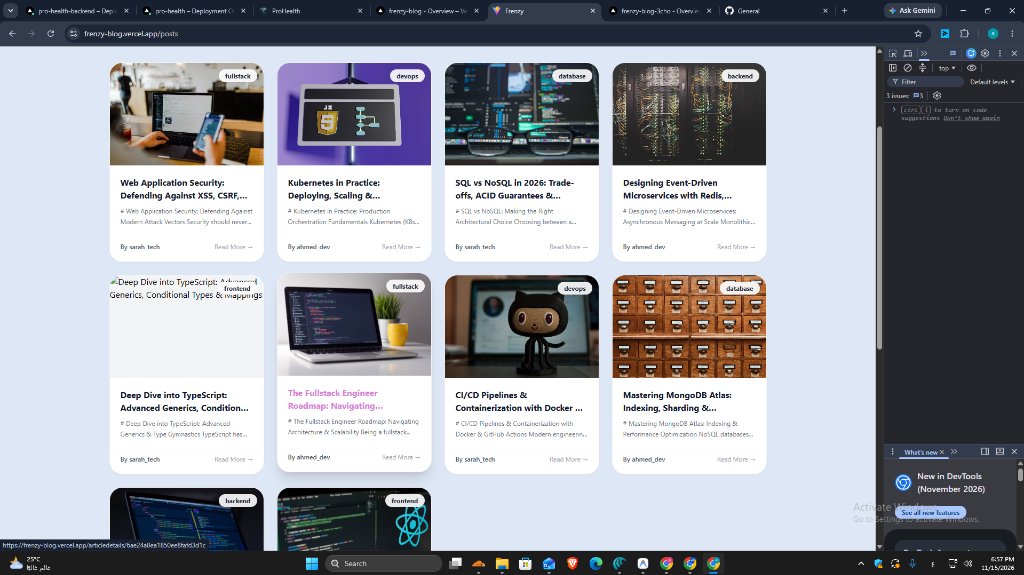 pro-health-backend – Depl
pro-health – Deployment O
ProHealth
frenzy-blog - Overview – Ve
Frenzy
frenzy-blog-3cho - Overvie
General
Ask Gemini
frenzy-blog.vercel.app/posts
fullstack
devops
database
backend
JS
Web Application Security:
Defending Against XSS, CSRF,...
# Web Application Security: Defending Against
Modern Attack Vectors Security should never...
By sarah_tech
Read More →
Kubernetes in Practice:
Deploying, Scaling &...
# Kubernetes in Practice: Production
Orchestration Fundamentals Kubernetes (K8s...
By ahmed_dev
Read More →
SQL vs NoSQL in 2026: Trade-
offs, ACID Guarantees &...
# SQL vs NoSQL: Making the Right
Architectural Choice Choosing between a...
By sarah_tech
Read More →
Designing Event-Driven
Microservices with Redis,...
# Designing Event-Driven Microservices:
Asynchronous Messaging at Scale Monolithic...
By ahmed_dev
Read More →
Deep Dive into TypeScript: Advanced
Generics, Conditional Types & Mappings
frontend
fullstack
devops
database
Deep Dive into TypeScript:
Advanced Generics, Condition...
# Deep Dive into TypeScript: Advanced
Generics & Type Gymnastics TypeScript has...
By sarah_tech
Read More →
The Fullstack Engineer
Roadmap: Navigating...
# The Fullstack Engineer Roadmap: Navigating
Architecture & Scalability Being a fullstack...
By ahmed_dev
Read More →
CI/CD Pipelines &
Containerization with Docker ...
# CI/CD Pipelines & Containerization with
Docker & GitHub Actions Modern engineerin...
By sarah_tech
Read More →
Mastering MongoDB Atlas:
Indexing, Sharding &...
# Mastering MongoDB Atlas: Indexing &
Performance Optimization NoSQL databases...
By ahmed_dev
Read More →
backend
frontend
top
Filter
Default levels
3 Issues:
3
[ctrl][i] to turn on code
suggestions Don't show again
What's new
New in DevTools
(November 2026)
See all new features
Activate Windows
Go to Settings to activate Windows.
25°C
غائم غالبًا
Search
6:57 PM
11/15/2026